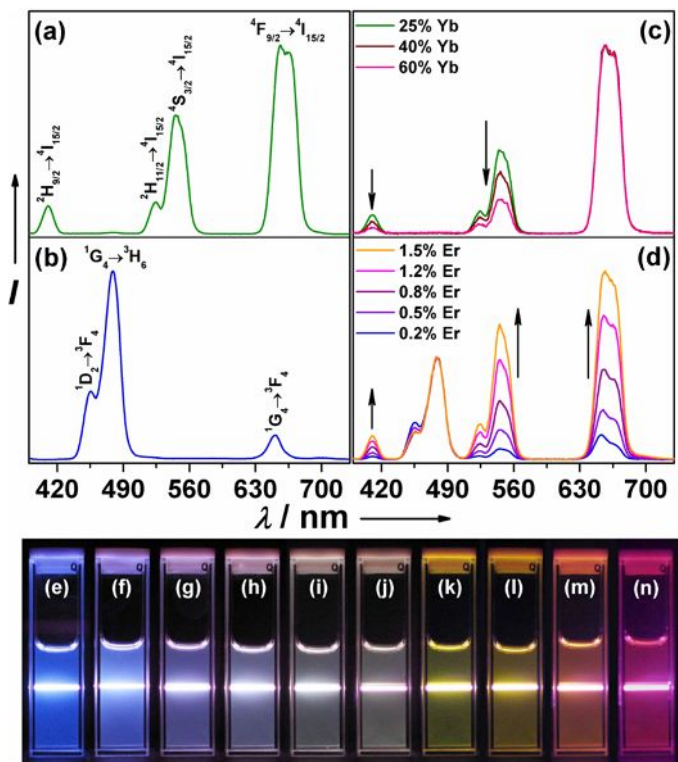 (a)
⁴F₉/₂→⁴I₁₅/₂
⁴S₃/₂→⁴I₁₅/₂
²H₁₁/₂→⁴I₁₅/₂
²H₉/₂→⁴I₁₅/₂
(c)
25% Yb
40% Yb
60% Yb
(b)
¹G₄→³H₆
¹D₂→³F₄
¹G₄→³F₄
(d)
1.5% Er
1.2% Er
0.8% Er
0.5% Er
0.2% Er
I
420 490 560 630 700 420 490 560 630 700
λ / nm
Q Q Q Q Q Q Q Q Q Q
(e) (f) (g) (h) (i) (j) (k) (l) (m) (n)